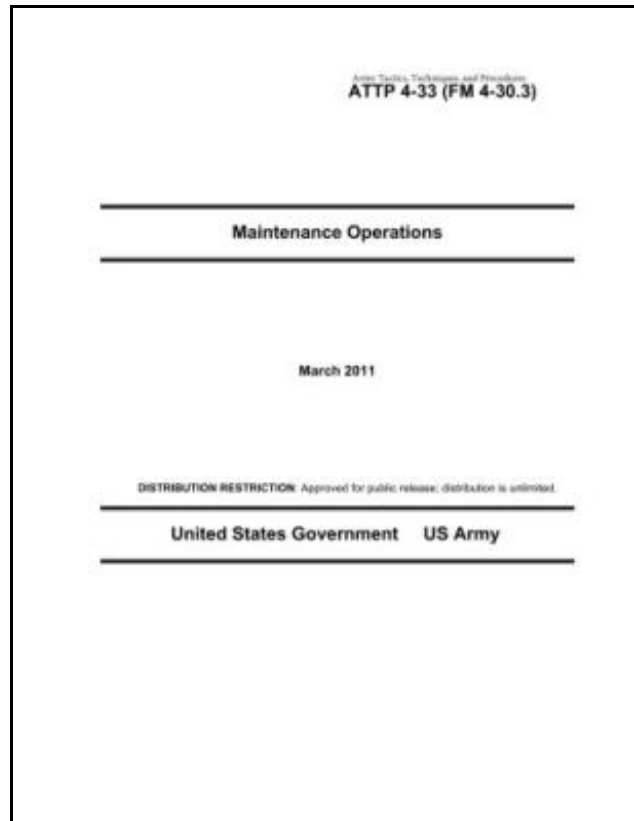 Army Tactics, Techniques, and Procedures
ATTP 4-33 (FM 4-30.3)
Maintenance Operations
March 2011
DISTRIBUTION RESTRICTION: Approved for public release; distribution is unlimited.
United States Government US Army